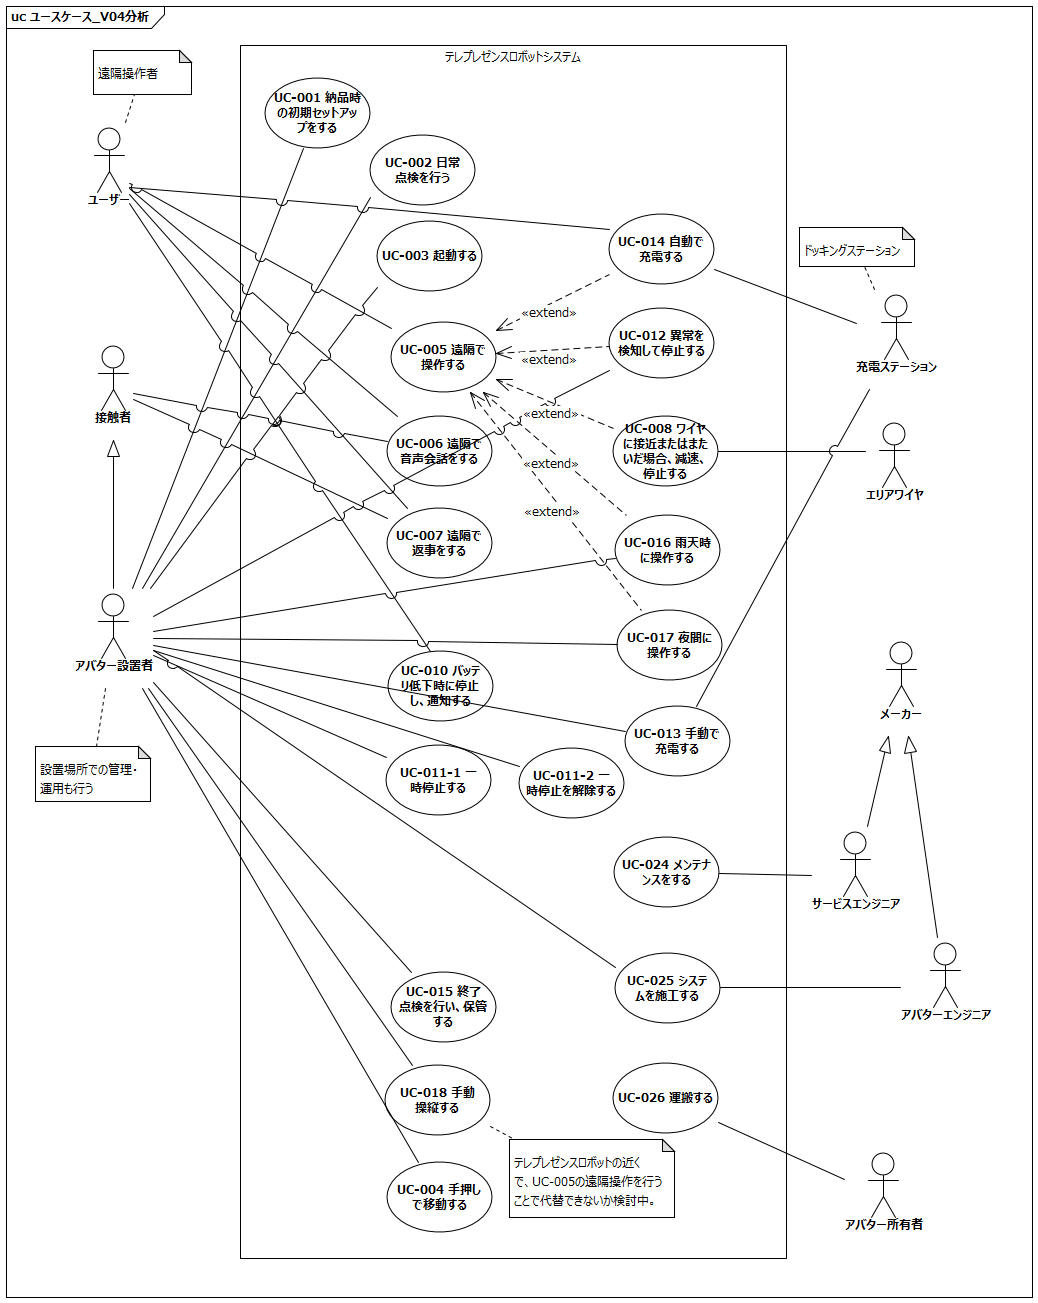 uc ユースケース_V04分析
テレプレゼンスロボットシステム
遠隔操作者
ユーザー
UC-001 納品時
の初期セットアッ
プをする
UC-002 日常
点検を行う
UC-003 起動する
UC-014 自動で
充電する
ドッキングステーション
充電ステーション
«extend»
UC-012 異常を
検知して停止する
«extend»
UC-005 遠隔で
操作する
接触者
«extend»
UC-006 遠隔で
音声会話をする
UC-008 ワイヤ
に接近またはまた
いだ場合、減速、
停止する
エリアワイヤ
«extend»
«extend»
UC-007 遠隔で
返事をする
UC-016 雨天時
に操作する
アバター設置者
UC-017 夜間に
操作する
UC-010 バッテ
リ低下時に停止
し、通知する
メーカー
UC-013 手動で
充電する
設置場所での管理・
運用も行う
UC-011-1 一
時停止する
UC-011-2 一
時停止を解除する
UC-024 メンテナ
ンスをする
サービスエンジニア
UC-015 終了
点検を行い、保管
する
UC-025 システ
ムを施工する
アバターエンジニア
UC-018 手動
操縦する
UC-026 運搬する
テレプレゼンスロボットの近く
で、UC-005の遠隔操作を行う
ことで代替できないか検討中。
UC-004 手押し
で移動する
アバター所有者